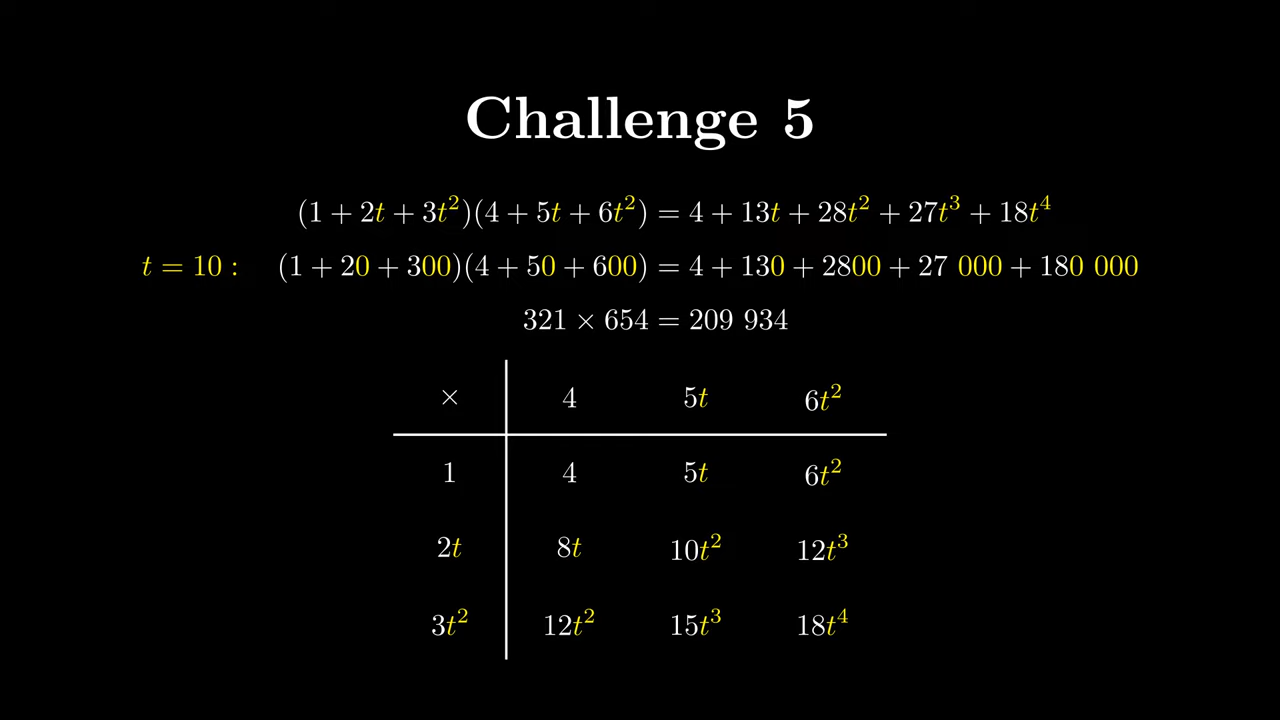 Challenge 5
(1 + 2t + 3t²)(4 + 5t + 6t²) = 4 + 13t + 28t² + 27t³ + 18t⁴
t = 10 : (1 + 20 + 300)(4 + 50 + 600) = 4 + 130 + 2800 + 27 000 + 180 000
321 × 654 = 209 934
× 4 5t 6t²
1 4 5t 6t²
2t 8t 10t² 12t³
3t² 12t² 15t³ 18t⁴